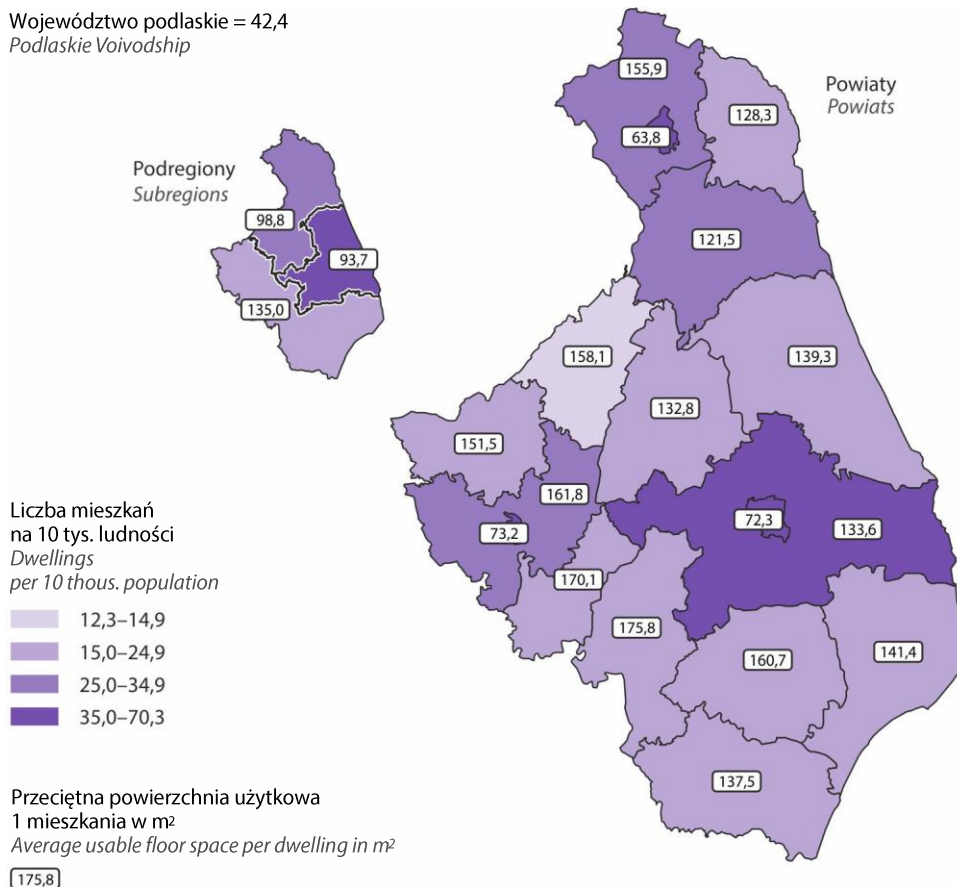 Województwo podlaskie = 42,4
Podlaskie Voivodship
Powiaty
Powiats
155,9
128,3
63,8
Podregiony
Subregions
98,8
93,7
135,0
121,5
158,1
139,3
132,8
151,5
161,8
73,2
72,3
133,6
170,1
175,8
160,7
141,4
137,5
Liczba mieszkań
na 10 tys. ludności
Dwellings
per 10 thous. population
12,3–14,9
15,0–24,9
25,0–34,9
35,0–70,3
Przeciętna powierzchnia użytkowa
1 mieszkania w m²
Average usable floor space per dwelling in m²
175,8